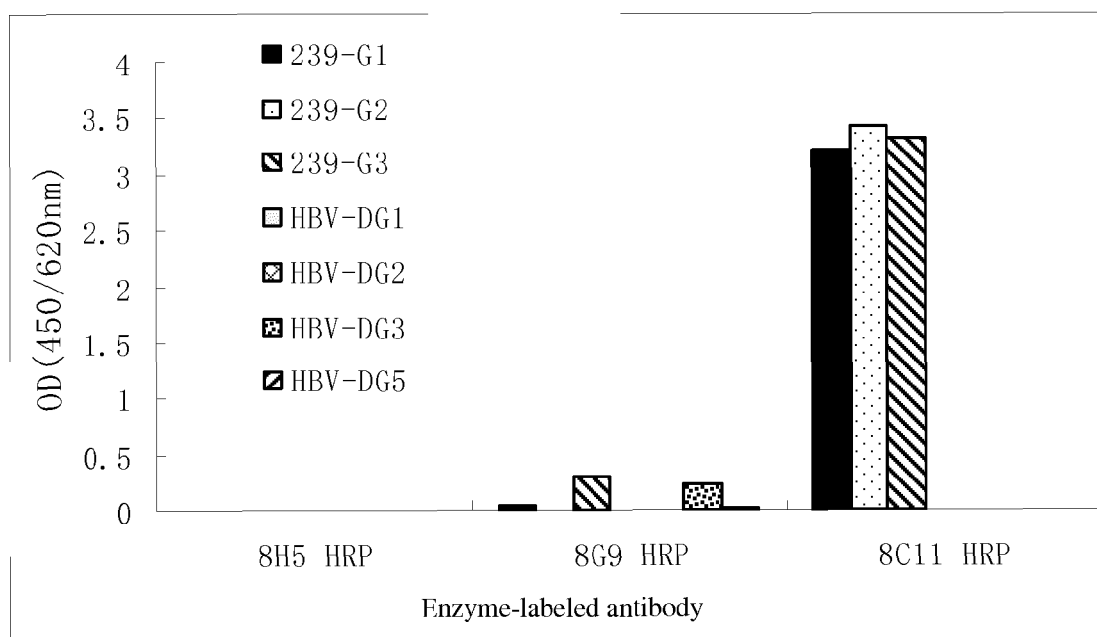 239-G1
239-G2
239-G3
HBV-DG1
HBV-DG2
HBV-DG3
HBV-DG5
4
3.5
3
2.5
2
1.5
1
0.5
0
OD(450/620nm)
8H5 HRP
8G9 HRP
8C11 HRP
Enzyme-labeled antibody